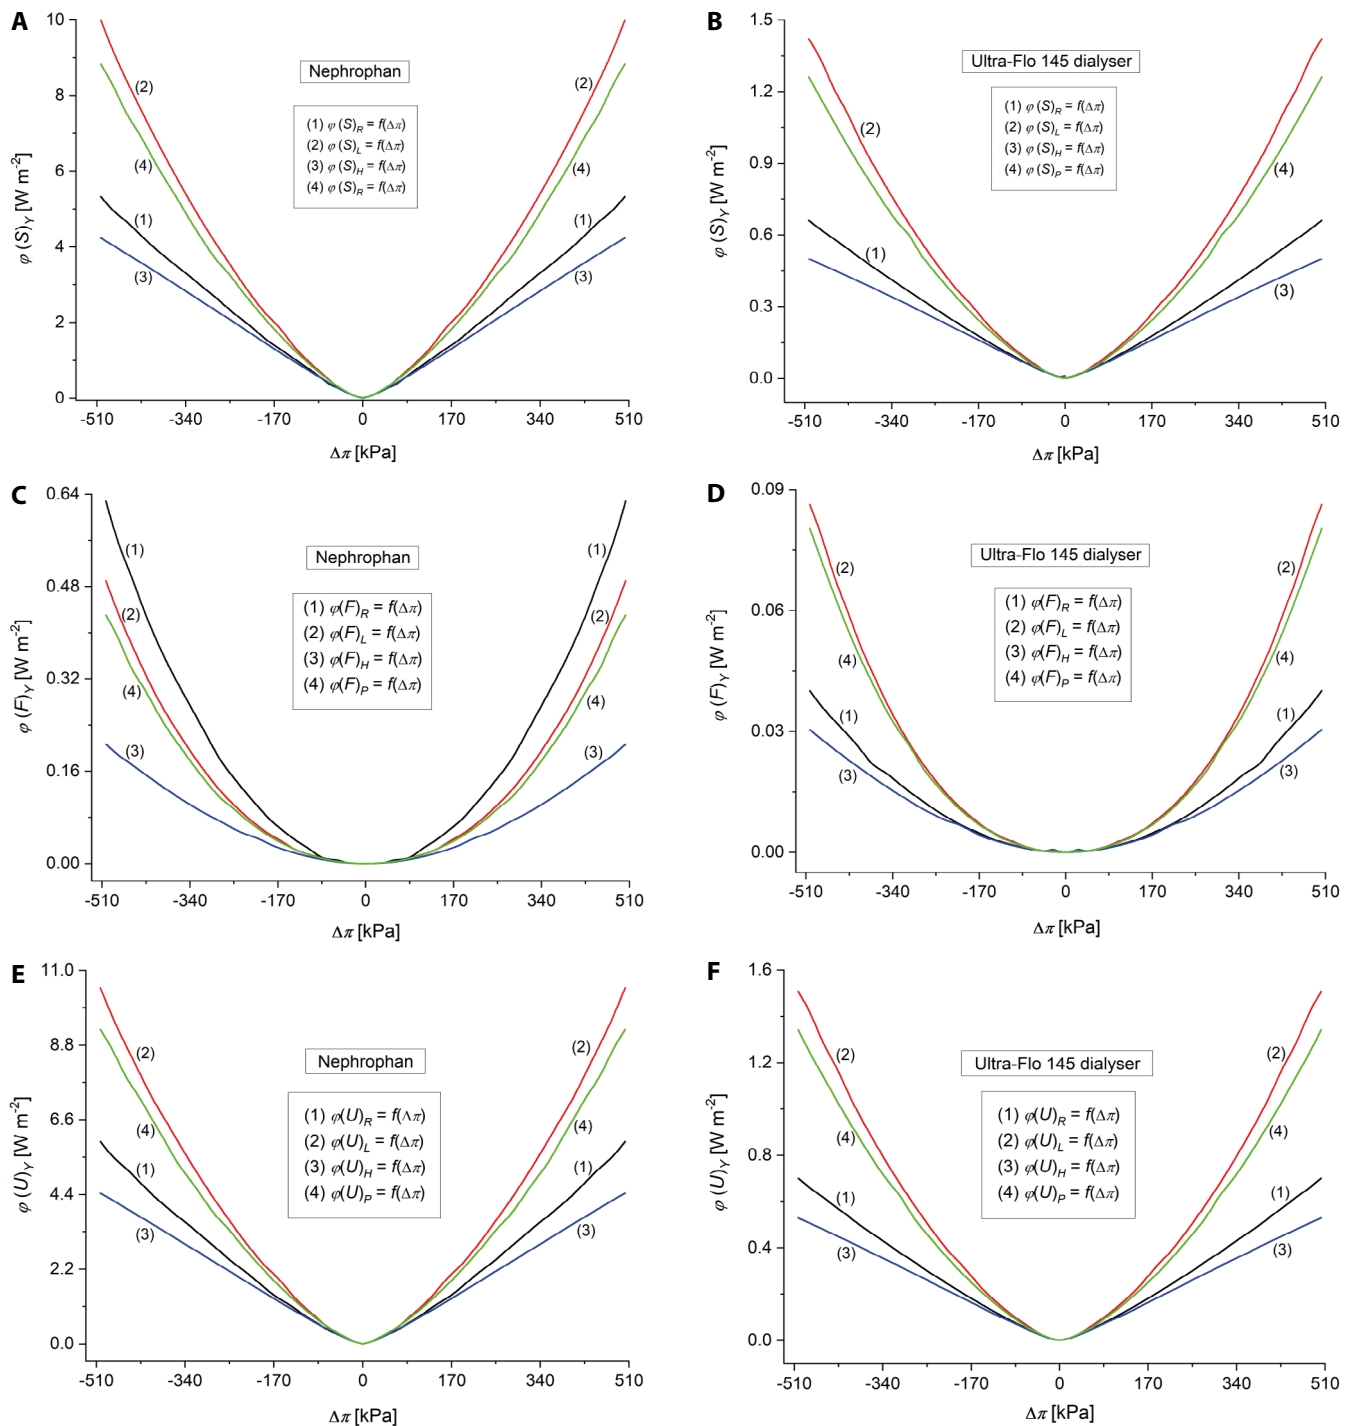 A
10
8
6
4
2
0
φ (S)Y [W m-2]
Nephrophan
(1) φ (S)R = f(Δπ)
(2) φ (S)L = f(Δπ)
(3) φ (S)H = f(Δπ)
(4) φ (S)R = f(Δπ)
(2)
(4)
(1)
(3)
(2)
(4)
(1)
(3)
-510 -340 -170 0 170 340 510
Δπ [kPa]
B
1.5
1.2
0.9
0.6
0.3
0.0
φ (S)Y [W m-2]
Ultra-Flo 145 dialyser
(1) φ (S)R = f(Δπ)
(2) φ (S)L = f(Δπ)
(3) φ (S)H = f(Δπ)
(4) φ (S)P = f(Δπ)
(2)
(1)
(4)
(3)
-510 -340 -170 0 170 340 510
Δπ [kPa]
C
0.64
0.48
0.32
0.16
0.00
φ (F)Y [W m-2]
Nephrophan
(1) φ(F)R = f(Δπ)
(2) φ(F)L = f(Δπ)
(3) φ(F)H = f(Δπ)
(4) φ(F)P = f(Δπ)
(1)
(2)
(4)
(3)
(1)
(2)
(4)
(3)
-510 -340 -170 0 170 340 510
Δπ [kPa]
D
0.09
0.06
0.03
0.00
φ (F)Y [W m-2]
Ultra-Flo 145 dialyser
(1) φ(F)R = f(Δπ)
(2) φ(F)L = f(Δπ)
(3) φ(F)H = f(Δπ)
(4) φ(F)P = f(Δπ)
(2)
(4)
(1)
(3)
(2)
(4)
(1)
(3)
-510 -340 -170 0 170 340 510
Δπ [kPa]
E
11.0
8.8
6.6
4.4
2.2
0.0
φ (U)Y [W m-2]
Nephrophan
(1) φ(U)R = f(Δπ)
(2) φ(U)L = f(Δπ)
(3) φ(U)H = f(Δπ)
(4) φ(U)P = f(Δπ)
(2)
(4)
(1)
(3)
(2)
(4)
(1)
(3)
-510 -340 -170 0 170 340 510
Δπ [kPa]
F
1.6
1.2
0.8
0.4
0.0
φ (U)Y [W m-2]
Ultra-Flo 145 dialyser
(1) φ(U)R = f(Δπ)
(2) φ(U)L = f(Δπ)
(3) φ(U)H = f(Δπ)
(4) φ(U)P = f(Δπ)
(2)
(4)
(1)
(3)
(2)
(4)
(1)
(3)
-510 -340 -170 0 170 340 510
Δπ [kPa]